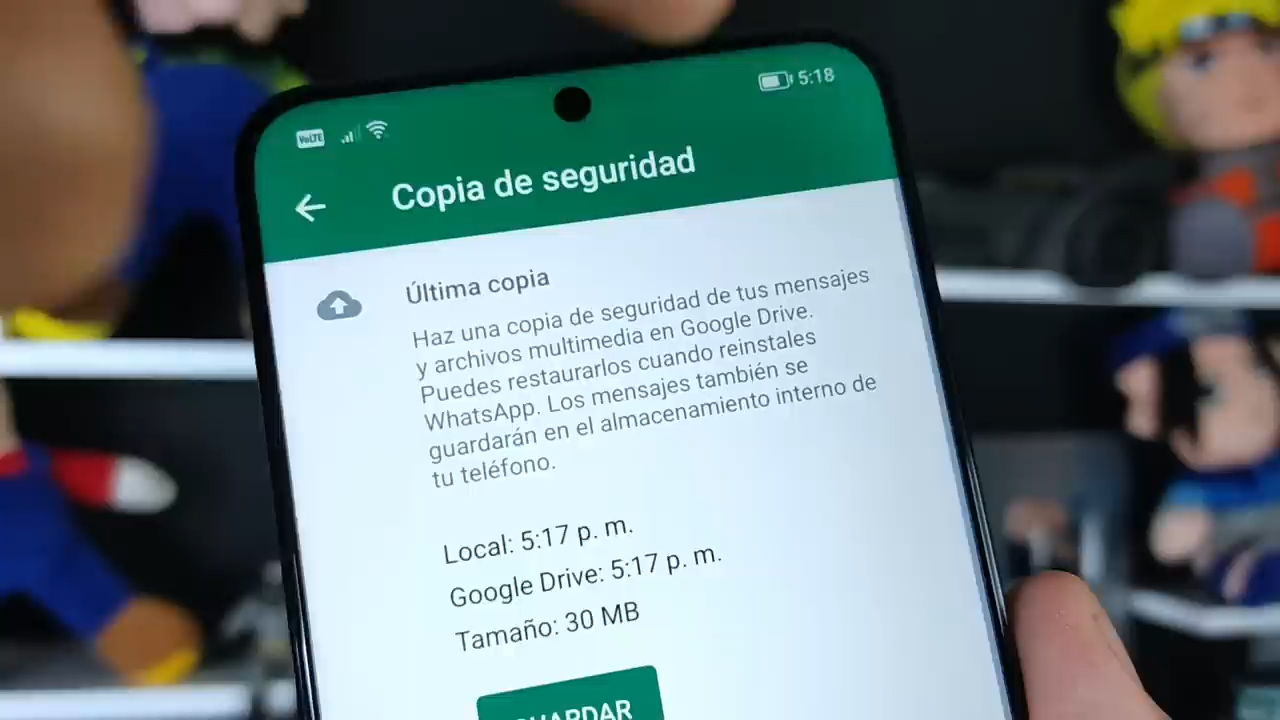 VoLTE 5:18
Copia de seguridad
Última copia
Haz una copia de seguridad de tus mensajes
y archivos multimedia en Google Drive.
Puedes restaurarlos cuando reinstales
WhatsApp. Los mensajes también se
guardarán en el almacenamiento interno de
tu teléfono.
Local: 5:17 p. m.
Google Drive: 5:17 p. m.
Tamaño: 30 MB
GUARDAR